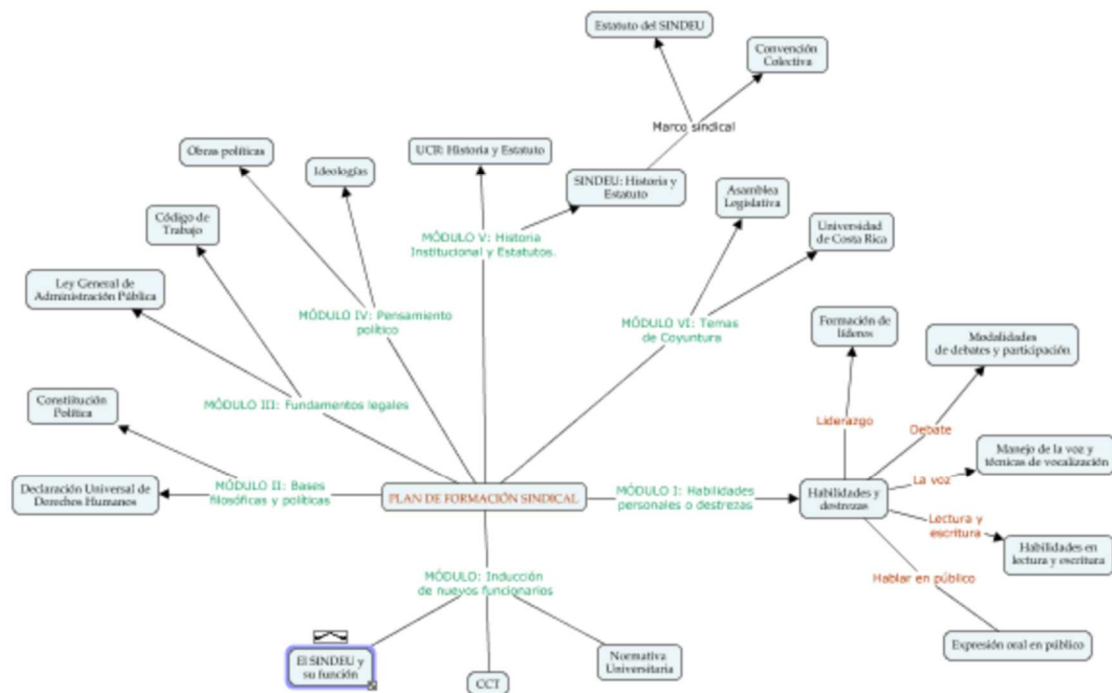 Estatuto del SINDEU
Convención
Colectiva
Marco sindical
Obras políticas
Ideologías
UCR: Historia y Estatuto
SINDEU: Historia y
Estatuto
Asamblea
Legislativa
Código de
Trabajo
Universidad
de Costa Rica
MÓDULO V: Historia
Institucional y Estatutos.
Ley General de
Administración Pública
MÓDULO IV: Pensamiento
político
MÓDULO VI: Temas
de Coyuntura
Formación de
líderes
Modalidades
de debates y participación
Constitución
Política
MÓDULO III: Fundamentos legales
Liderazgo
Debate
Manejo de la voz y
técnicas de vocalización
La voz
Declaración Universal de
Derechos Humanos
MÓDULO II: Bases
filosóficas y políticas
PLAN DE FORMACIÓN SINDICAL
MÓDULO I: Habilidades
personales o destrezas
Habilidades y
destrezas
Lectura y
escritura
Habilidades en
lectura y escritura
Hablar en público
MÓDULO: Inducción
de nuevos funcionarios
Expresión oral en público
El SINDEU y
su función
CCT
Normativa
Universitaria